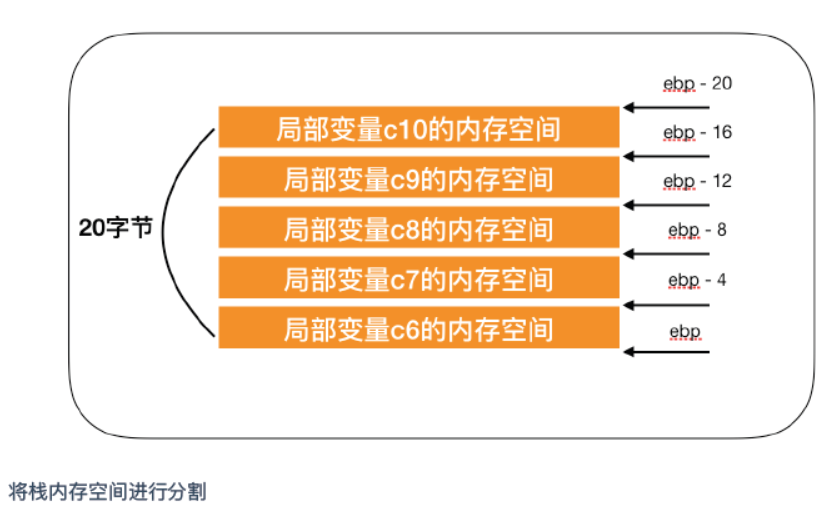 ebp - 20
局部变量c10的内存空间
ebp - 16
局部变量c9的内存空间
ebp - 12
20字节
局部变量c8的内存空间
ebp - 8
局部变量c7的内存空间
ebp - 4
局部变量c6的内存空间
ebp
将栈内存空间进行分割